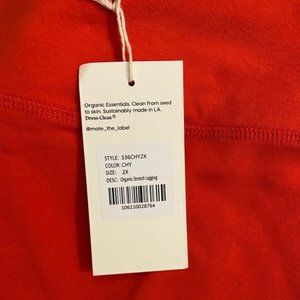 Organic Essentials. Clean from seed
to skin. Sustainably made in LA.
Dress Clean®
@mate_the_label
STYLE: 336CHY2X
COLOR: CHY
SIZE: 2X
DESC: Organic Stretch Legging
106110028764